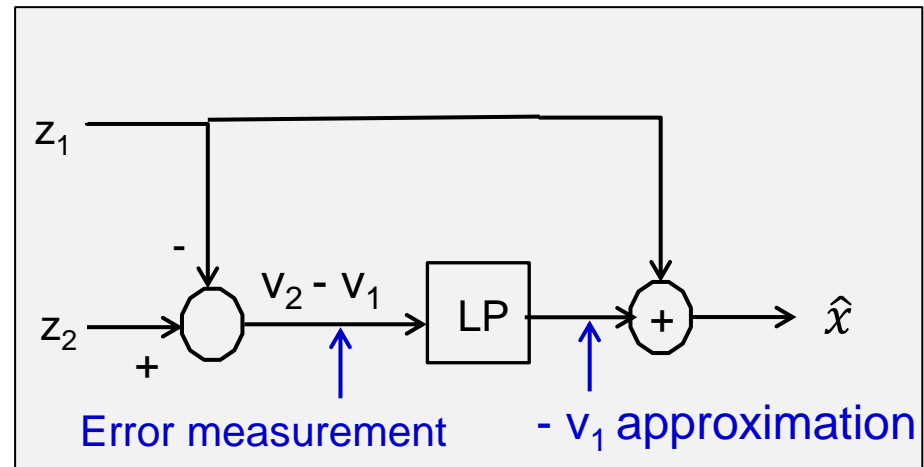 z₁
-
v₂ - v₁
LP
+
x̂
z₂
+
Error measurement
- v₁ approximation